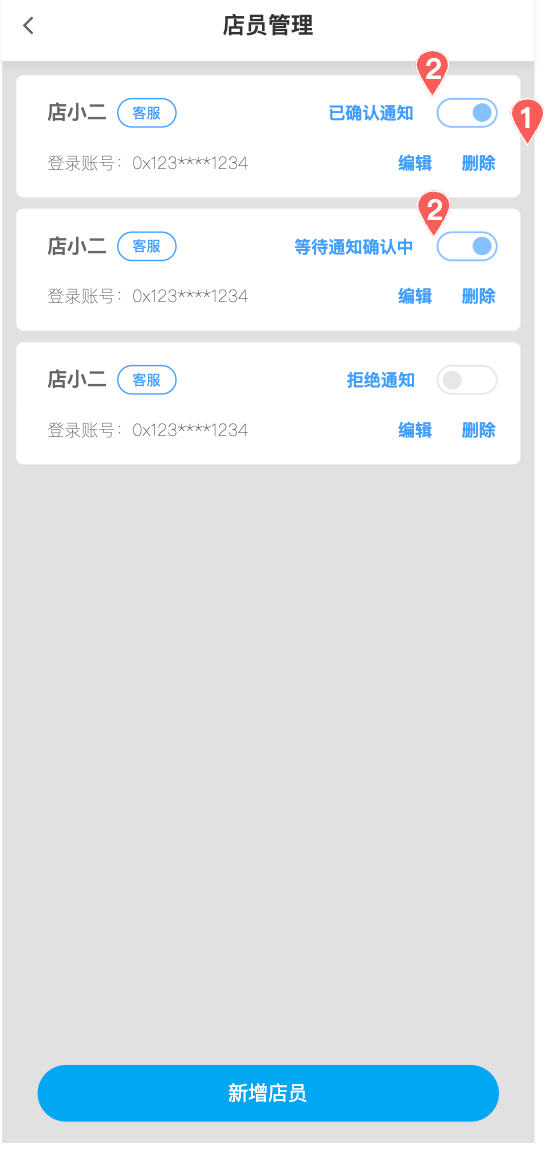 店员管理
2
店小二 客服 已确认通知
1
登录账号：0x123****1234 编辑 删除
2
店小二 客服 等待通知确认中
登录账号：0x123****1234 编辑 删除
店小二 客服 拒绝通知
登录账号：0x123****1234 编辑 删除
新增店员